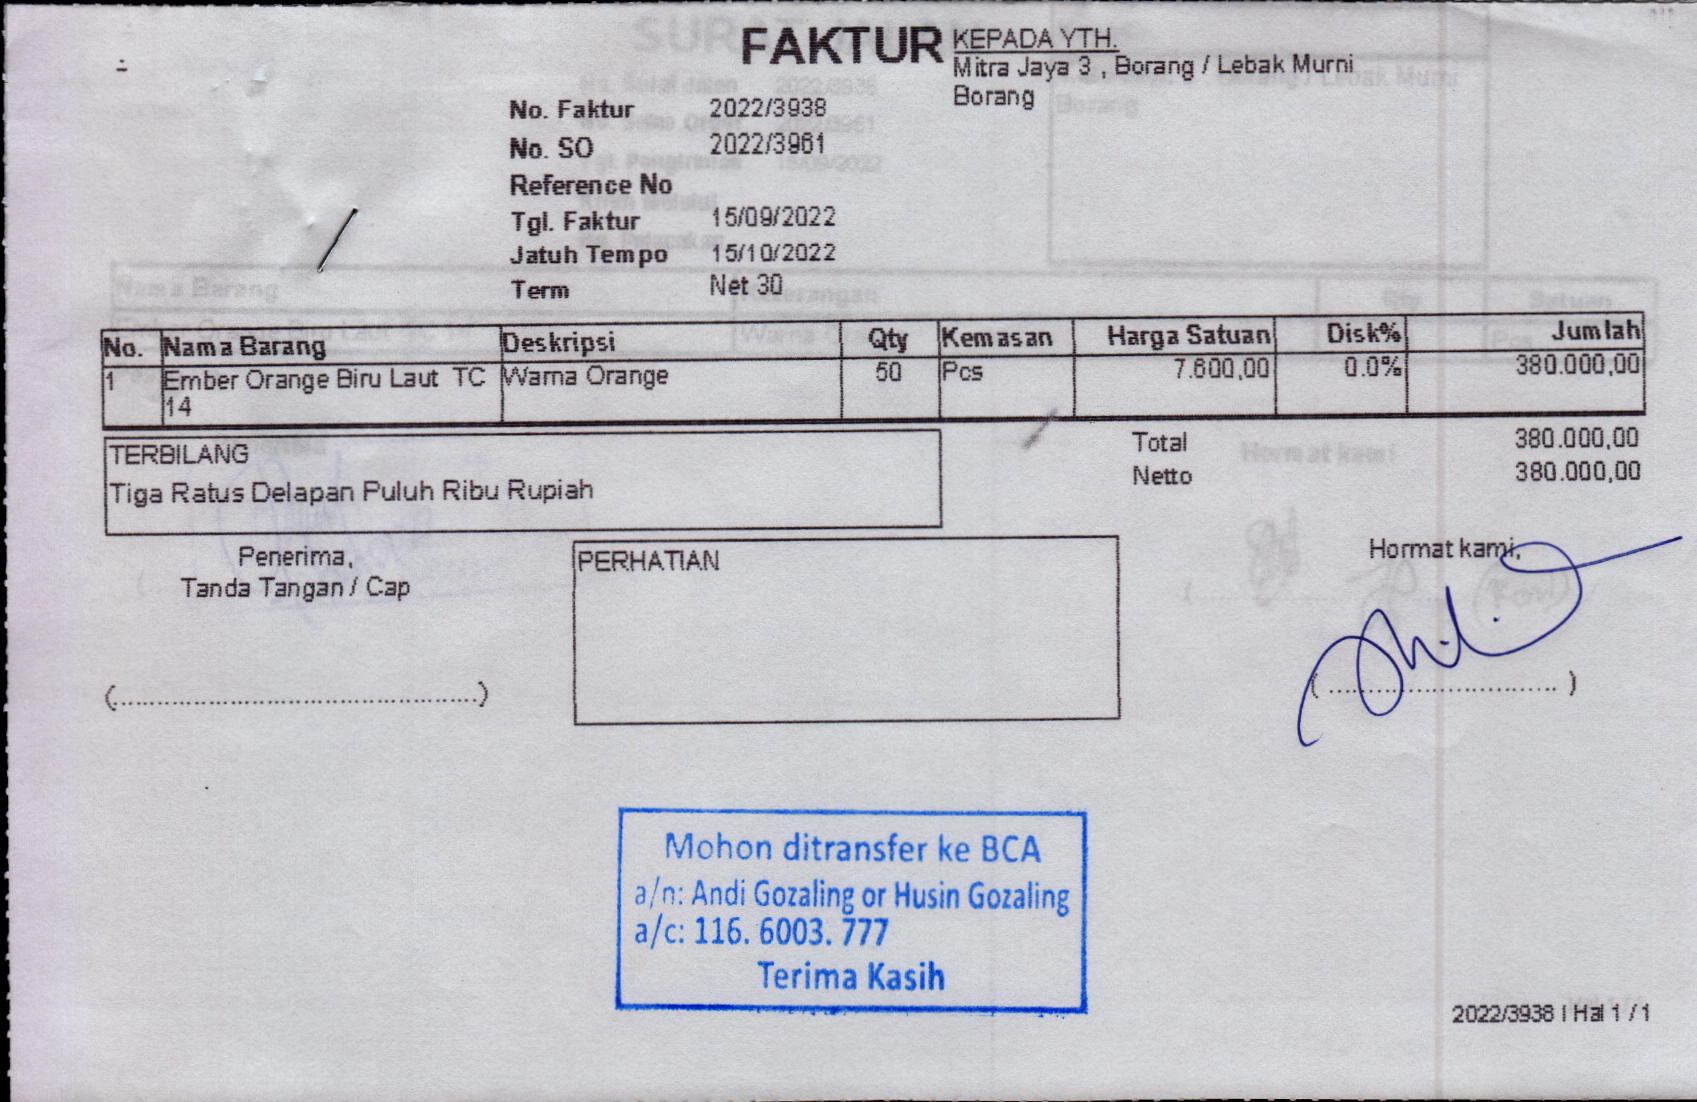 FAKTUR
KEPADA YTH.
Mitra Jaya 3 , Borang / Lebak Murni
Borang
No. Faktur 2022/3938
No. SO 2022/3961
Reference No
Tgl. Faktur 15/09/2022
Jatuh Tempo 15/10/2022
Term Net 30
No. Nama Barang Deskripsi Qty Kemasan Harga Satuan Disk% Jumlah
1 Ember Orange Biru Laut TC 14 Warna Orange 50 Pcs 7.600,00 0.0% 380.000,00
Total 380.000,00
Netto 380.000,00
TERBILANG
Tiga Ratus Delapan Puluh Ribu Rupiah
Penerima,
Tanda Tangan / Cap
(................................................)
PERHATIAN
Hormat kami,
( ............................... )
Mohon ditransfer ke BCA
a/n: Andi Gozaling or Husin Gozaling
a/c: 116. 6003. 777
Terima Kasih
2022/3938 | Hal 1 / 1